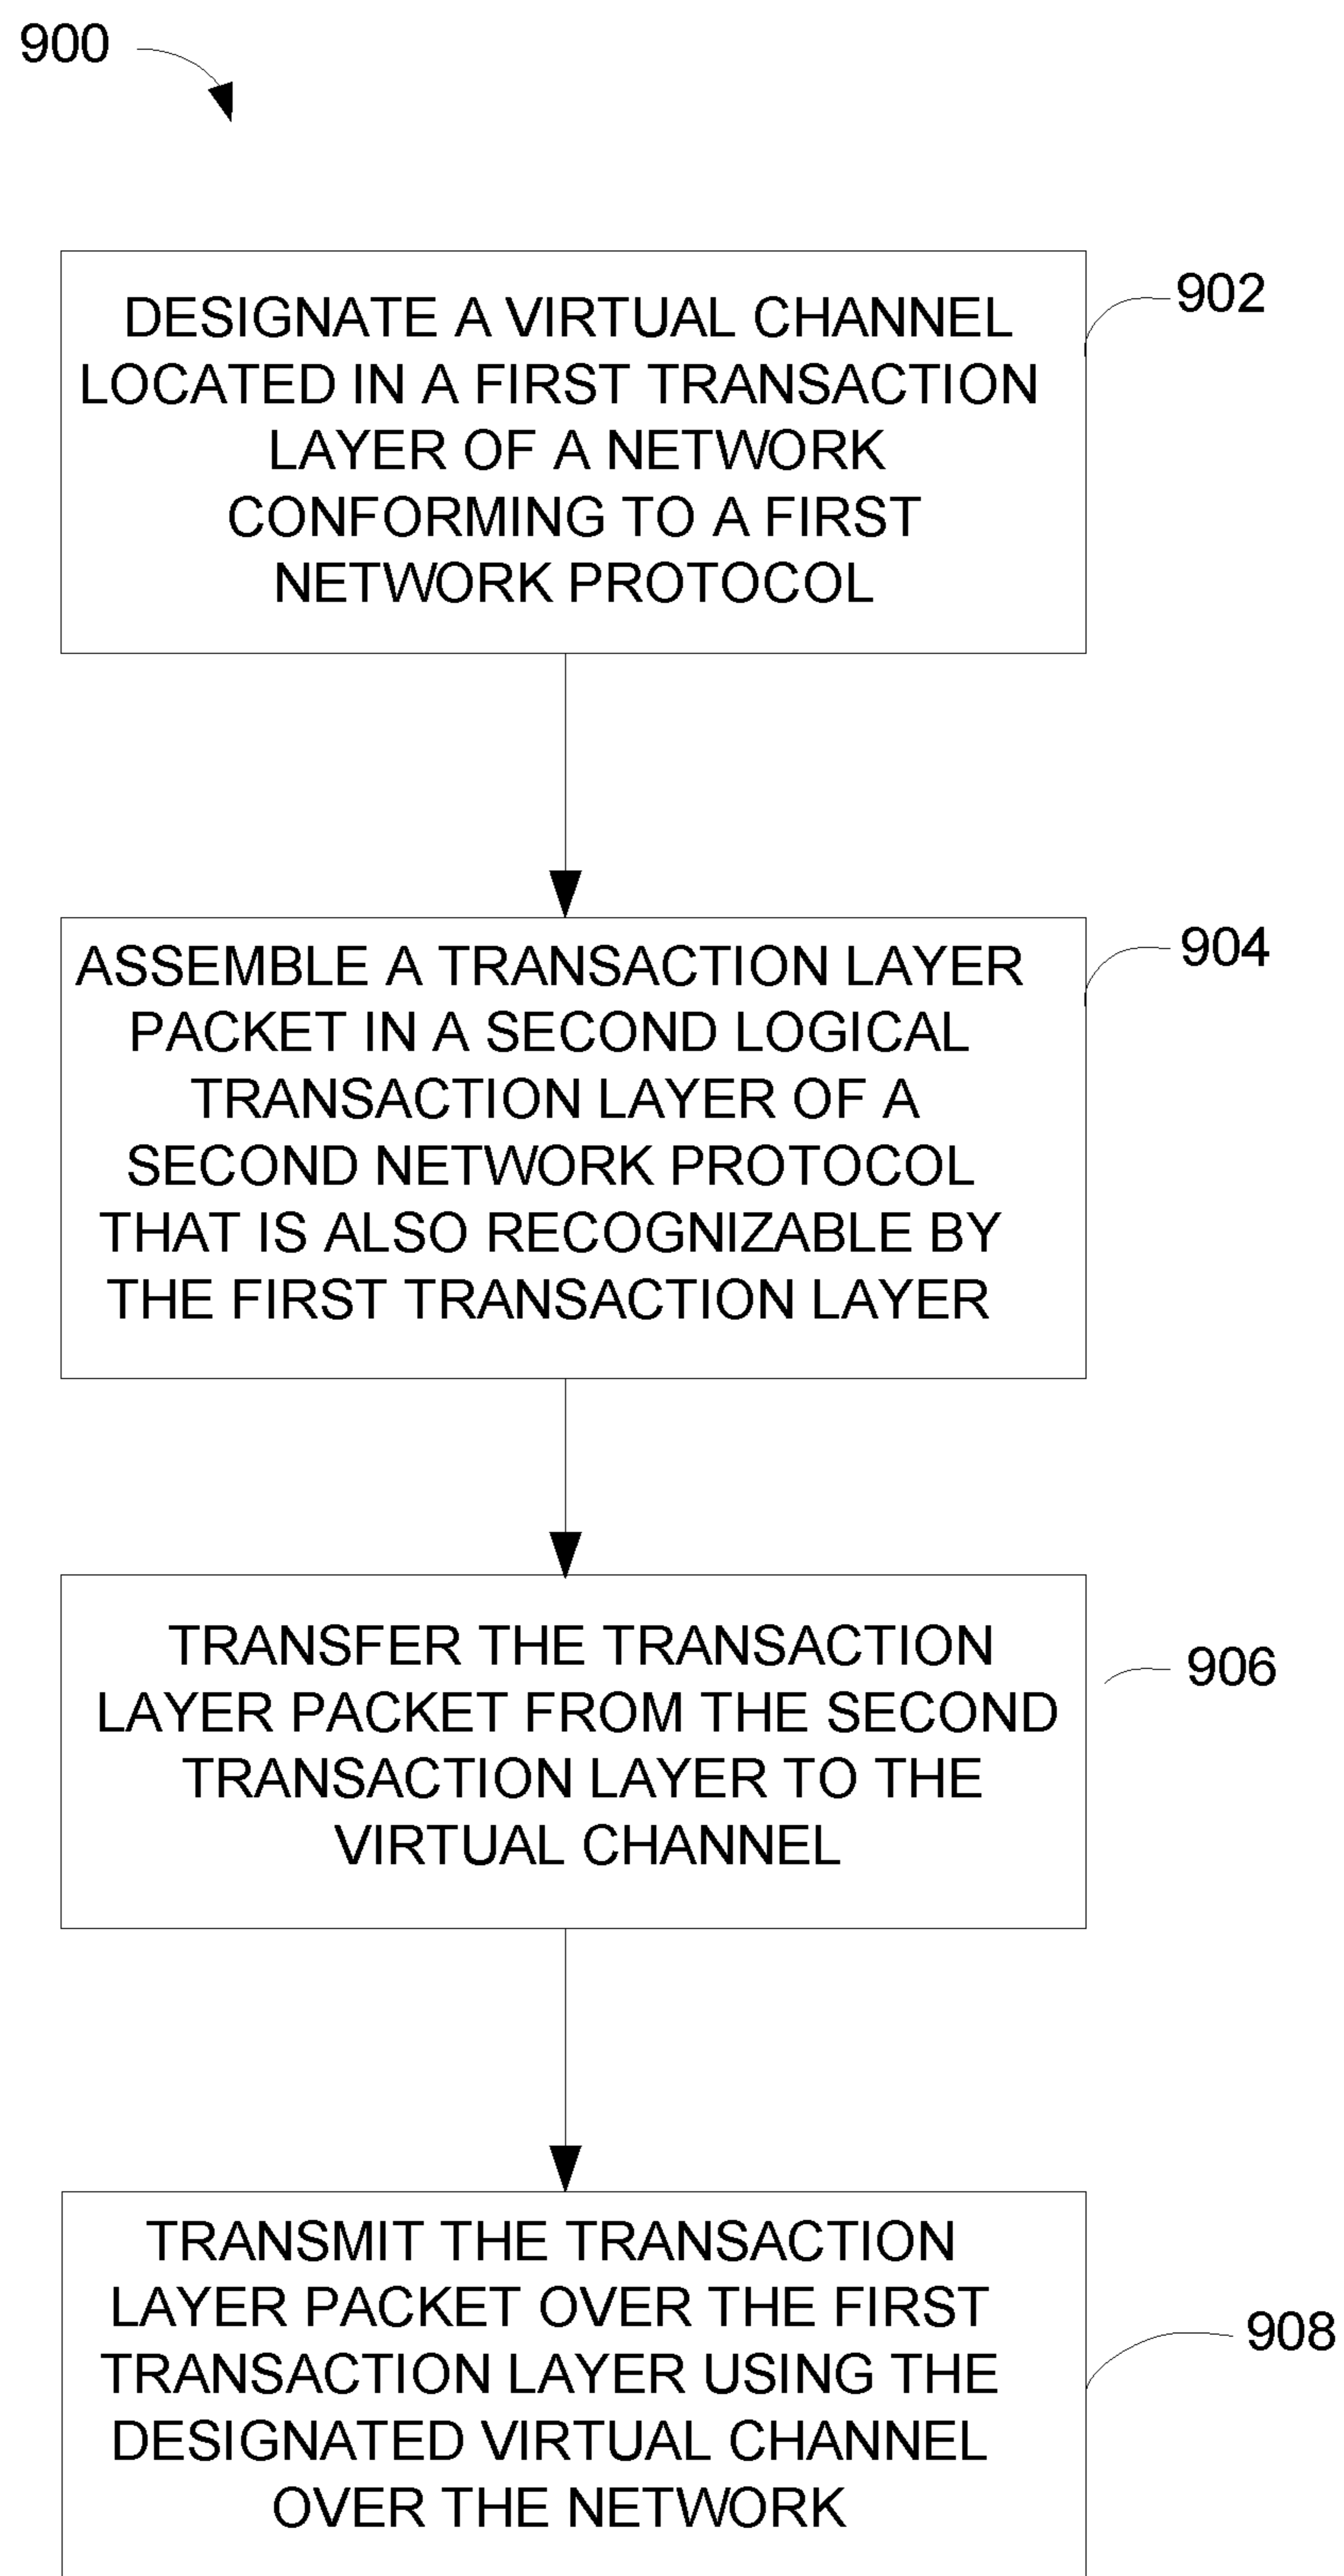 900
DESIGNATE A VIRTUAL CHANNEL
LOCATED IN A FIRST TRANSACTION
LAYER OF A NETWORK
CONFORMING TO A FIRST
NETWORK PROTOCOL
902
ASSEMBLE A TRANSACTION LAYER
PACKET IN A SECOND LOGICAL
TRANSACTION LAYER OF A
SECOND NETWORK PROTOCOL
THAT IS ALSO RECOGNIZABLE BY
THE FIRST TRANSACTION LAYER
904
TRANSFER THE TRANSACTION
LAYER PACKET FROM THE SECOND
TRANSACTION LAYER TO THE
VIRTUAL CHANNEL
906
TRANSMIT THE TRANSACTION
LAYER PACKET OVER THE FIRST
TRANSACTION LAYER USING THE
DESIGNATED VIRTUAL CHANNEL
OVER THE NETWORK
908